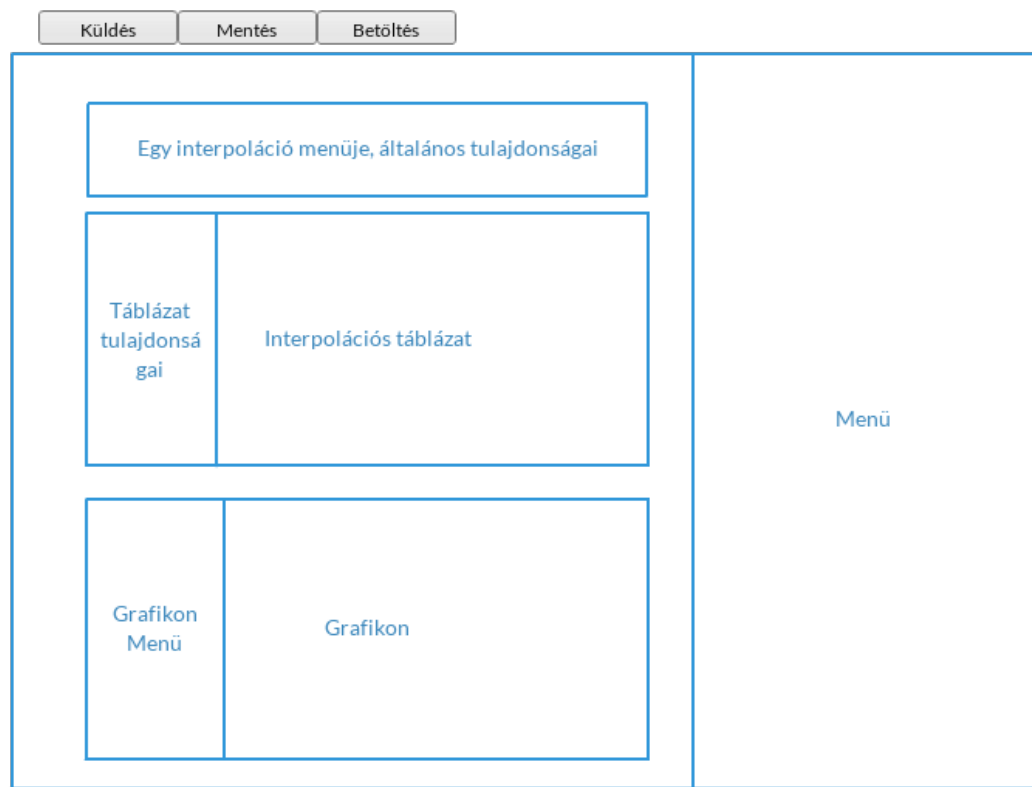 Küldés Mentés Betöltés
Egy interpoláció menüje, általános tulajdonságai
Táblázat
tulajdonsá
gai
Interpolációs táblázat
Menü
Grafikon
Menü
Grafikon